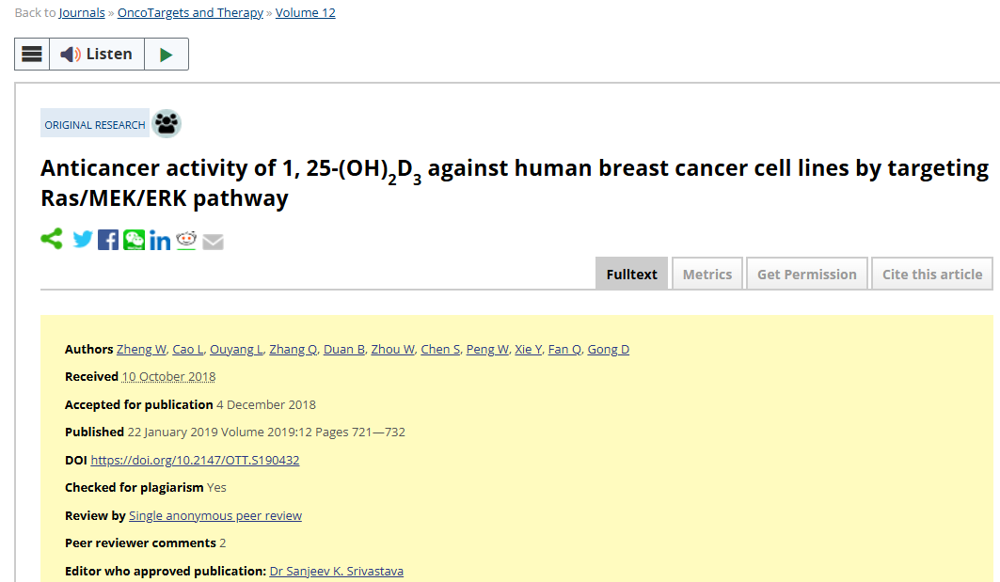 Back to Journals » OncoTargets and Therapy » Volume 12
Listen
ORIGINAL RESEARCH
Anticancer activity of 1, 25-(OH)₂D₃ against human breast cancer cell lines by targeting
Ras/MEK/ERK pathway
in
Fulltext Metrics Get Permission Cite this article
Authors Zheng W, Cao L, Ouyang L, Zhang Q, Duan B, Zhou W, Chen S, Peng W, Xie Y, Fan Q, Gong D
Received 10 October 2018
Accepted for publication 4 December 2018
Published 22 January 2019 Volume 2019:12 Pages 721—732
DOI https://doi.org/10.2147/OTT.S190432
Checked for plagiarism Yes
Review by Single anonymous peer review
Peer reviewer comments 2
Editor who approved publication: Dr Sanjeev K. Srivastava